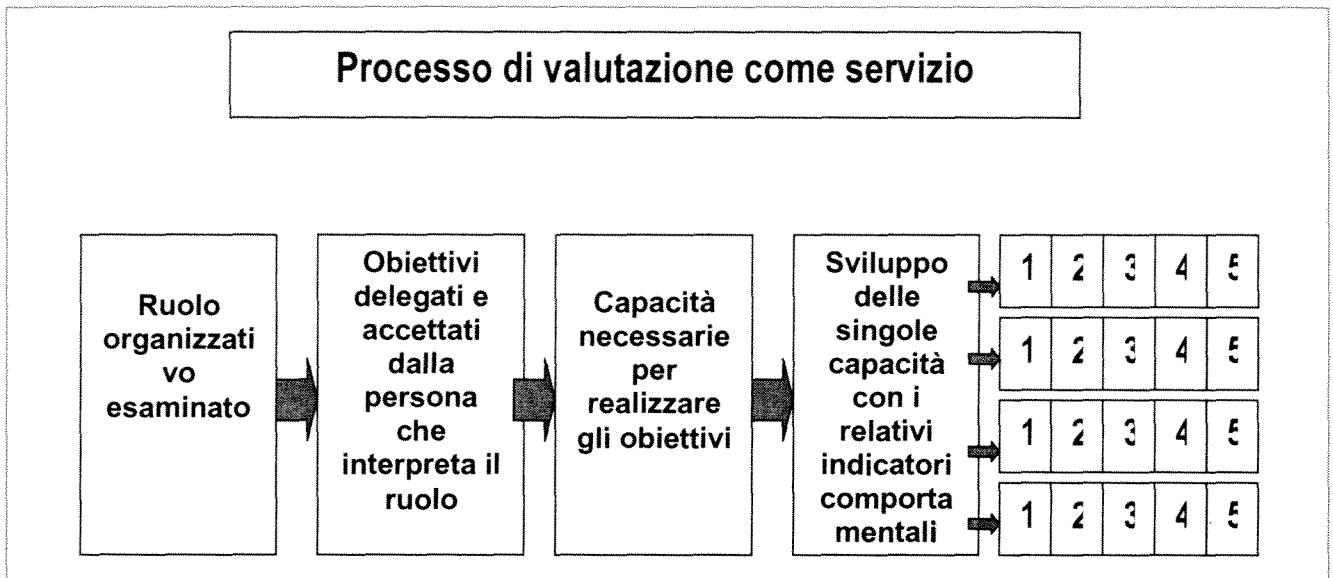 Processo di valutazione come servizio
Ruolo
organizzati
vo
esaminato
Obiettivi
delegati e
accettati
dalla
persona
che
interpreta il
ruolo
Capacità
necessarie
per
realizzare
gli obiettivi
Sviluppo
delle
singole
capacità
con i
relativi
indicatori
comporta
mentali
1 2 3 4 5
1 2 3 4 5
1 2 3 4 5
1 2 3 4 5